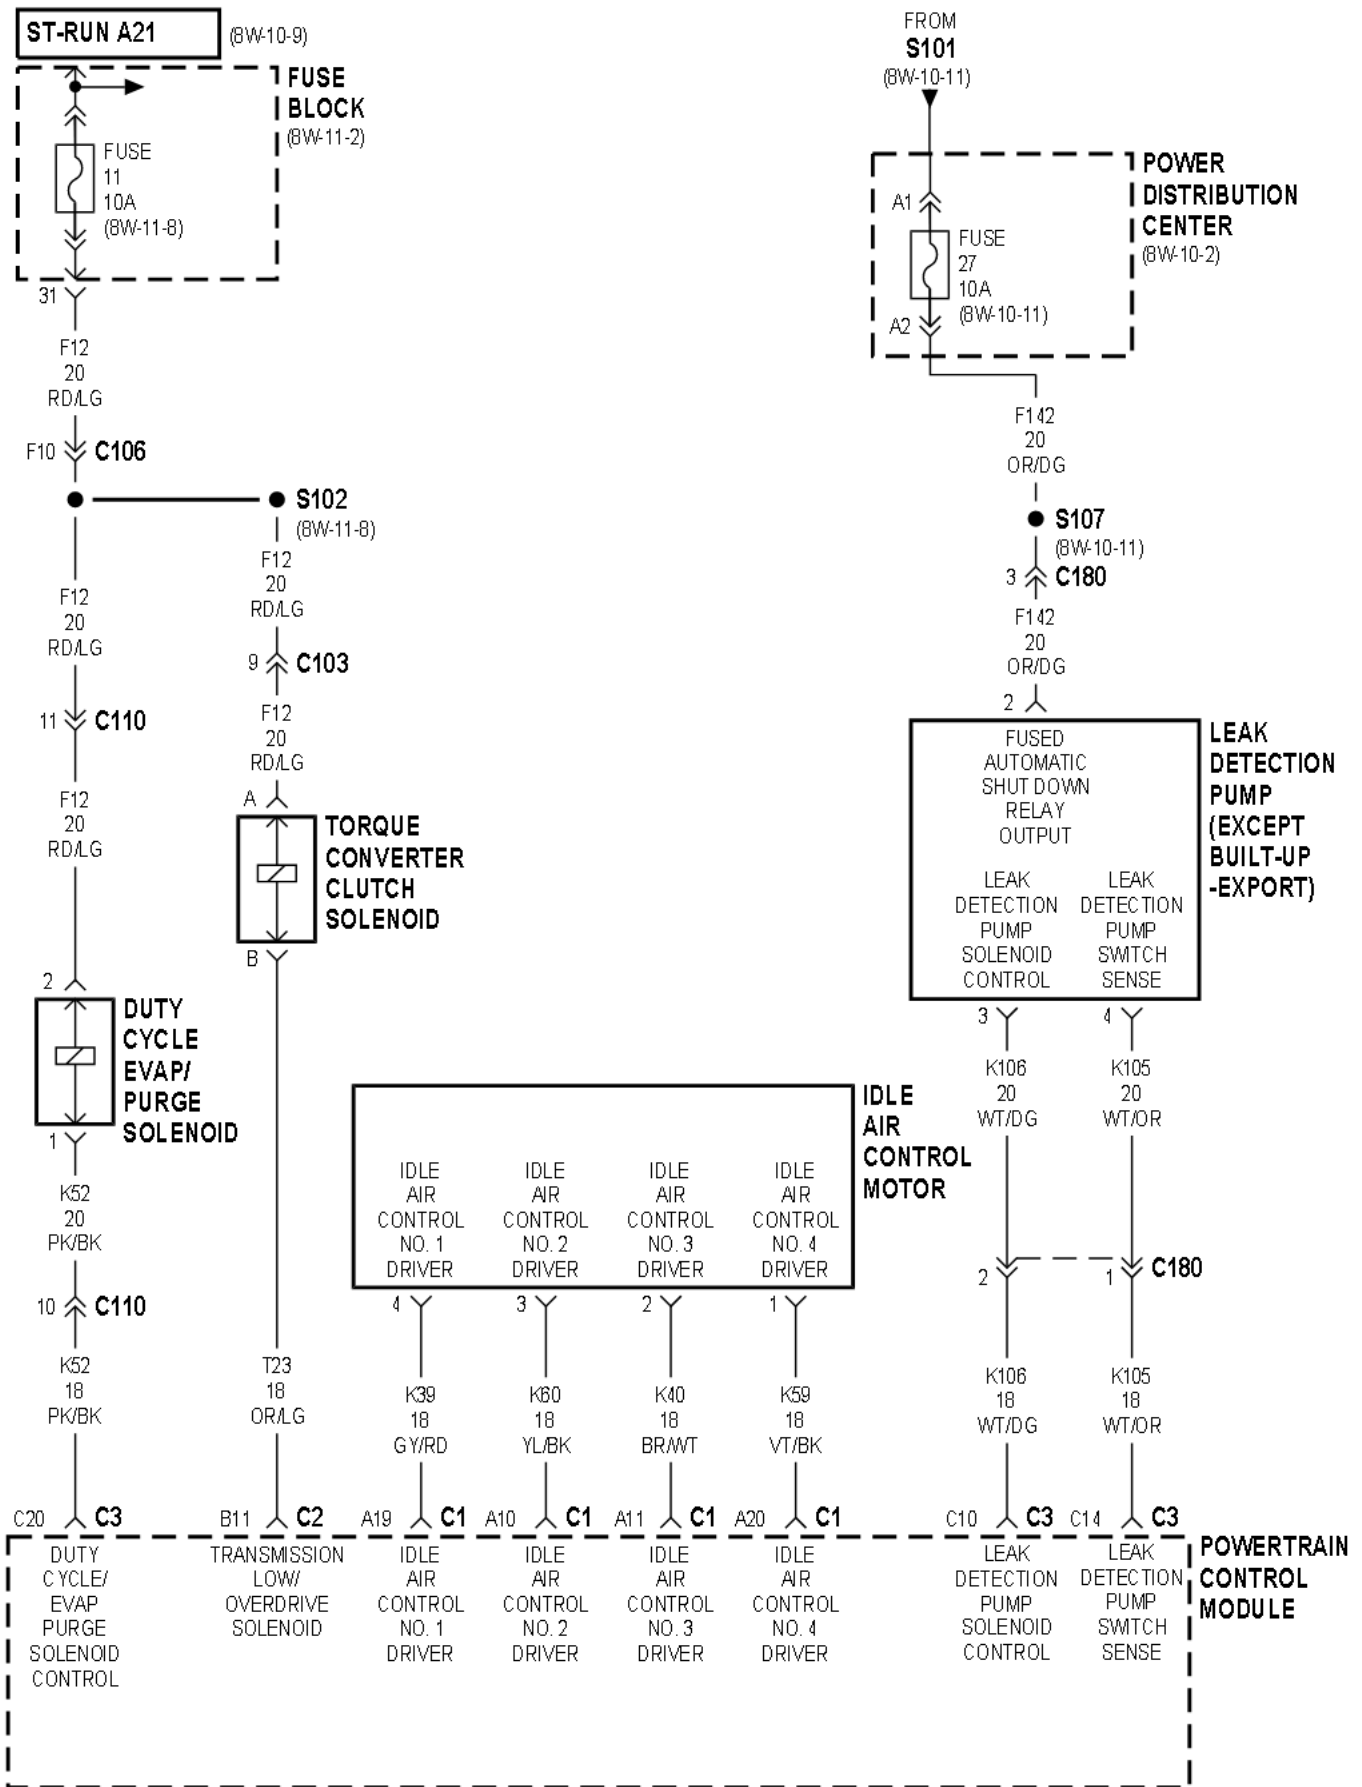 ST-RUN A21
(8W-10-9)
FUSE
BLOCK
(8W-11-2)
FUSE
11
10A
(8W-11-8)
31
F12
20
RD/LG
F10
C106
S102
(8W-11-8)
F12
20
RD/LG
11
C110
F12
20
RD/LG
2
DUTY
CYCLE
EVAP/
PURGE
SOLENOID
1
K52
20
PK/BK
10
C110
K52
18
PK/BK
C20
C3
F12
20
RD/LG
9
C103
F12
20
RD/LG
A
TORQUE
CONVERTER
CLUTCH
SOLENOID
B
T23
18
OR/LG
B11
C2
IDLE
AIR
CONTROL
MOTOR
IDLE
AIR
CONTROL
NO. 1
DRIVER
IDLE
AIR
CONTROL
NO. 2
DRIVER
IDLE
AIR
CONTROL
NO. 3
DRIVER
IDLE
AIR
CONTROL
NO. 4
DRIVER
4
K39
18
GY/RD
A19
C1
3
K60
18
YL/BK
A10
C1
2
K40
18
BR/WT
A11
C1
1
K59
18
VT/BK
A20
C1
FROM
S101
(8W-10-11)
POWER
DISTRIBUTION
CENTER
(8W-10-2)
A1
FUSE
27
10A
(8W-10-11)
A2
F142
20
OR/DG
S107
(8W-10-11)
3
C180
F142
20
OR/DG
2
LEAK
DETECTION
PUMP
(EXCEPT
BUILT-UP
-EXPORT)
FUSED
AUTOMATIC
SHUT DOWN
RELAY
OUTPUT
LEAK
DETECTION
PUMP
SOLENOID
CONTROL
LEAK
DETECTION
PUMP
SWITCH
SENSE
3
K106
20
WT/DG
4
K105
20
WT/OR
2
1
C180
K106
18
WT/DG
K105
18
WT/OR
C10
C3
C14
C3
POWERTRAIN
CONTROL
MODULE
DUTY
CYCLE/
EVAP
PURGE
SOLENOID
CONTROL
TRANSMISSION
LOW/
OVERDRIVE
SOLENOID
IDLE
AIR
CONTROL
NO. 1
DRIVER
IDLE
AIR
CONTROL
NO. 2
DRIVER
IDLE
AIR
CONTROL
NO. 3
DRIVER
IDLE
AIR
CONTROL
NO. 4
DRIVER
LEAK
DETECTION
PUMP
SOLENOID
CONTROL
LEAK
DETECTION
PUMP
SWITCH
SENSE